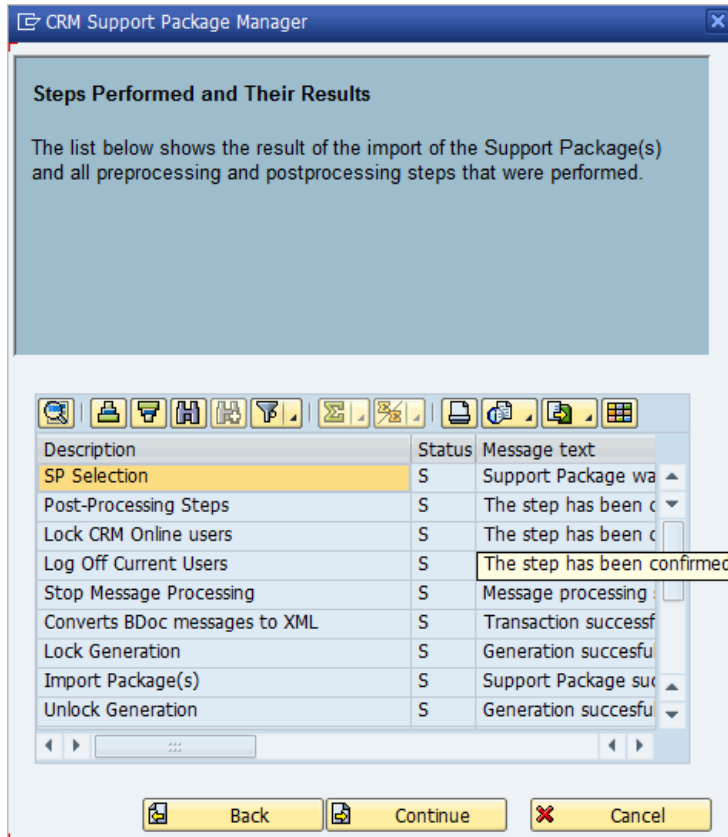 CRM Support Package Manager
Steps Performed and Their Results
The list below shows the result of the import of the Support Package(s)
and all preprocessing and postprocessing steps that were performed.
Description Status Message text
SP Selection S Support Package wa
Post-Processing Steps S The step has been c
Lock CRM Online users S The step has been c
Log Off Current Users S The step has been confirmed
Stop Message Processing S Message processing
Converts BDoc messages to XML S Transaction successf
Lock Generation S Generation succesful
Import Package(s) S Support Package suc
Unlock Generation S Generation succesful
Back Continue Cancel